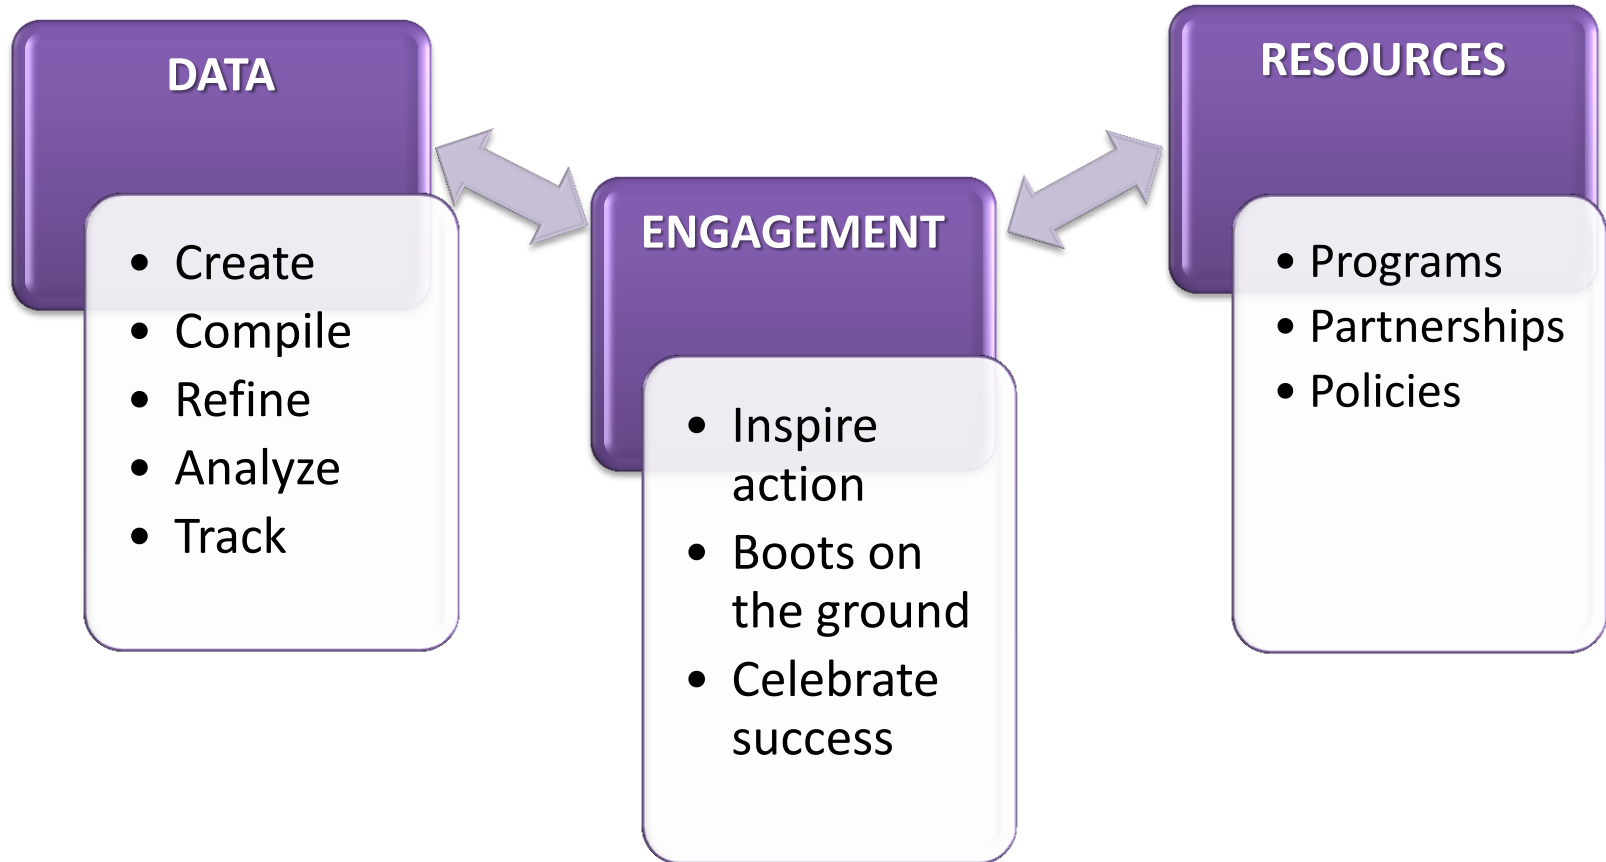 DATA
• Create
• Compile
• Refine
• Analyze
• Track
ENGAGEMENT
• Inspire
action
• Boots on
the ground
• Celebrate
success
RESOURCES
• Programs
• Partnerships
• Policies